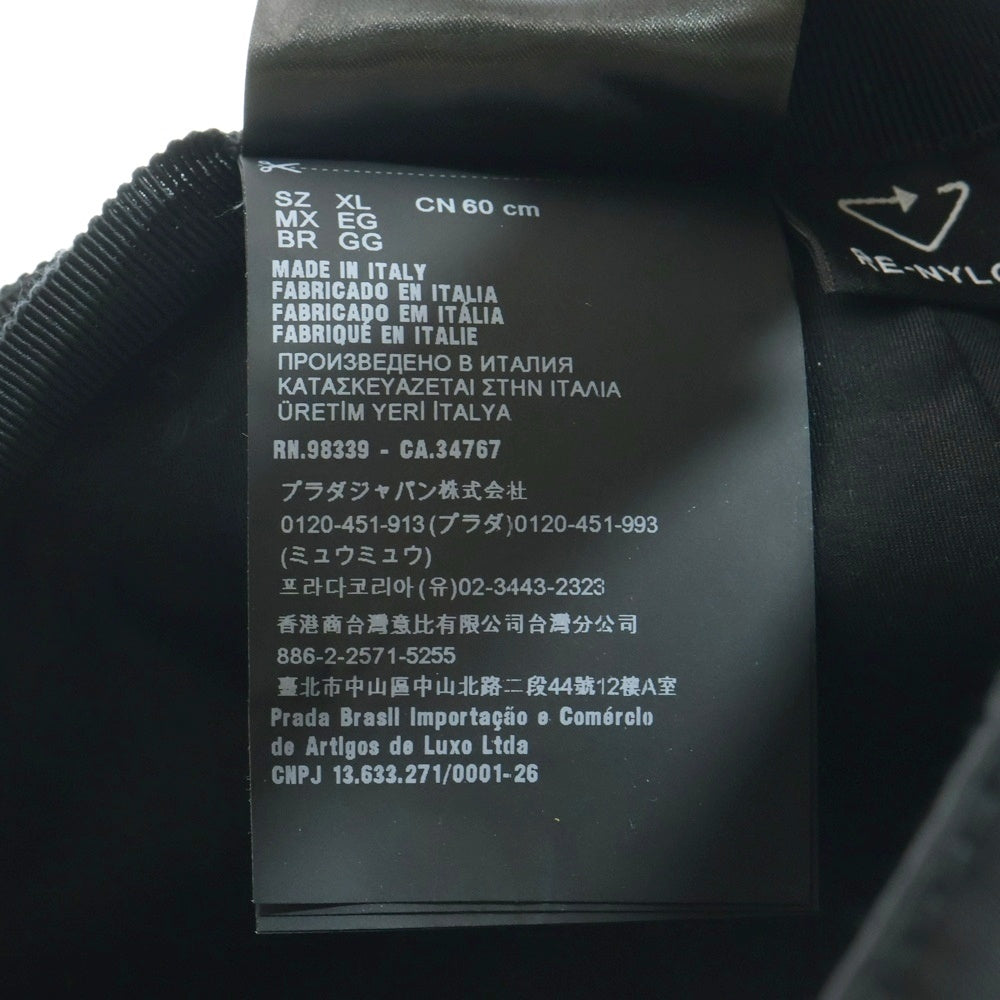 SZ XL CN 60 cm
MX EG
BR GG
MADE IN ITALY
FABRICADO EN ITALIA
FABRICADO EM ITÁLIA
FABRIQUÉ EN ITALIE
ПРОИЗВЕДЕНО В ИТАЛИЯ
ΚΑΤΑΣΚΕΥΑΖΕΤΑΙ ΣΤΗΝ ΙΤΑΛΙΑ
ÜRETİM YERİ İTALYA
RN.98339 - CA.34767
プラダジャパン株式会社
0120-451-913(プラダ)0120-451-993
(ミュウミュウ)
프라다코리아(유)02-3443-2323
香港商台灣意比有限公司台灣分公司
886-2-2571-5255
臺北市中山區中山北路二段44號12樓A室
Prada Brasil Importação e Comércio
de Artigos de Luxo Ltda
CNPJ 13.633.271/0001-26
RE-NYLO